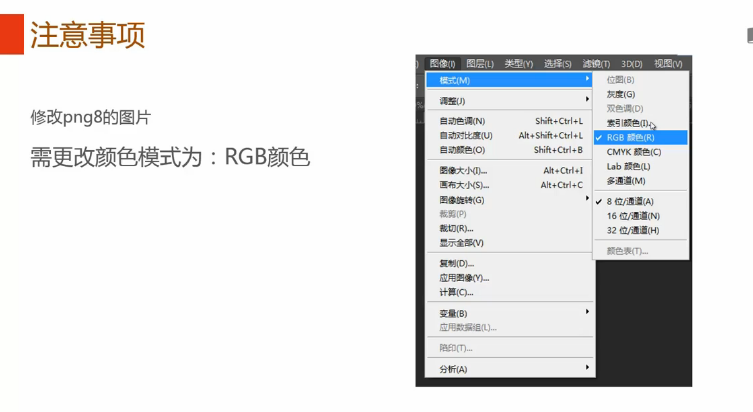 注意事项
修改png8的图片
需更改颜色模式为：RGB颜色
图像(I) 图层(L) 类型(Y) 选择(S) 滤镜(T) 3D(D) 视图(V)
模式(M)
调整(J)
自动色调(N) Shift+Ctrl+L
自动对比度(U) Alt+Shift+Ctrl+L
自动颜色(O) Shift+Ctrl+B
图像大小(I)... Alt+Ctrl+I
画布大小(S)... Alt+Ctrl+C
图像旋转(G)
裁剪(P)
裁切(R)...
显示全部(V)
复制(D)...
应用图像(Y)...
计算(C)...
变量(B)
应用数据组(L)...
陷印(T)...
分析(A)
位图(B)
灰度(G)
双色调(D)
索引颜色(I)...
RGB 颜色(R)
CMYK 颜色(C)
Lab 颜色(L)
多通道(M)
8 位/通道(A)
16 位/通道(N)
32 位/通道(H)
颜色表(T)...